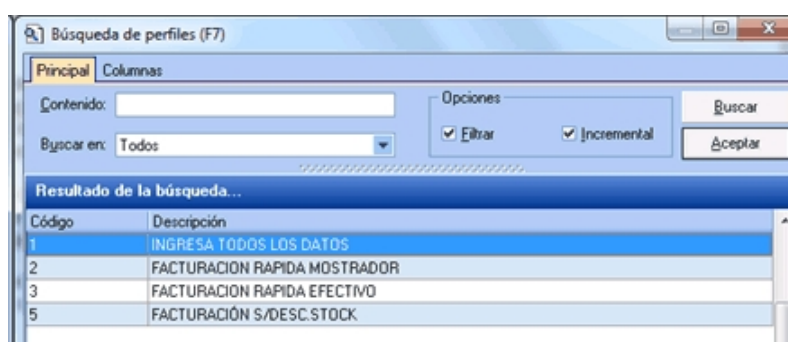 Búsqueda de perfiles (F7)
Principal Columnas
Contenido:
Opciones
Buscar
Buscar en: Todos
Filtrar
Incremental
Aceptar
Resultado de la búsqueda...
Código Descripción
1 INGRESA TODOS LOS DATOS
2 FACTURACION RAPIDA MOSTRADOR
3 FACTURACION RAPIDA EFECTIVO
5 FACTURACIÓN S/DESC.STOCK